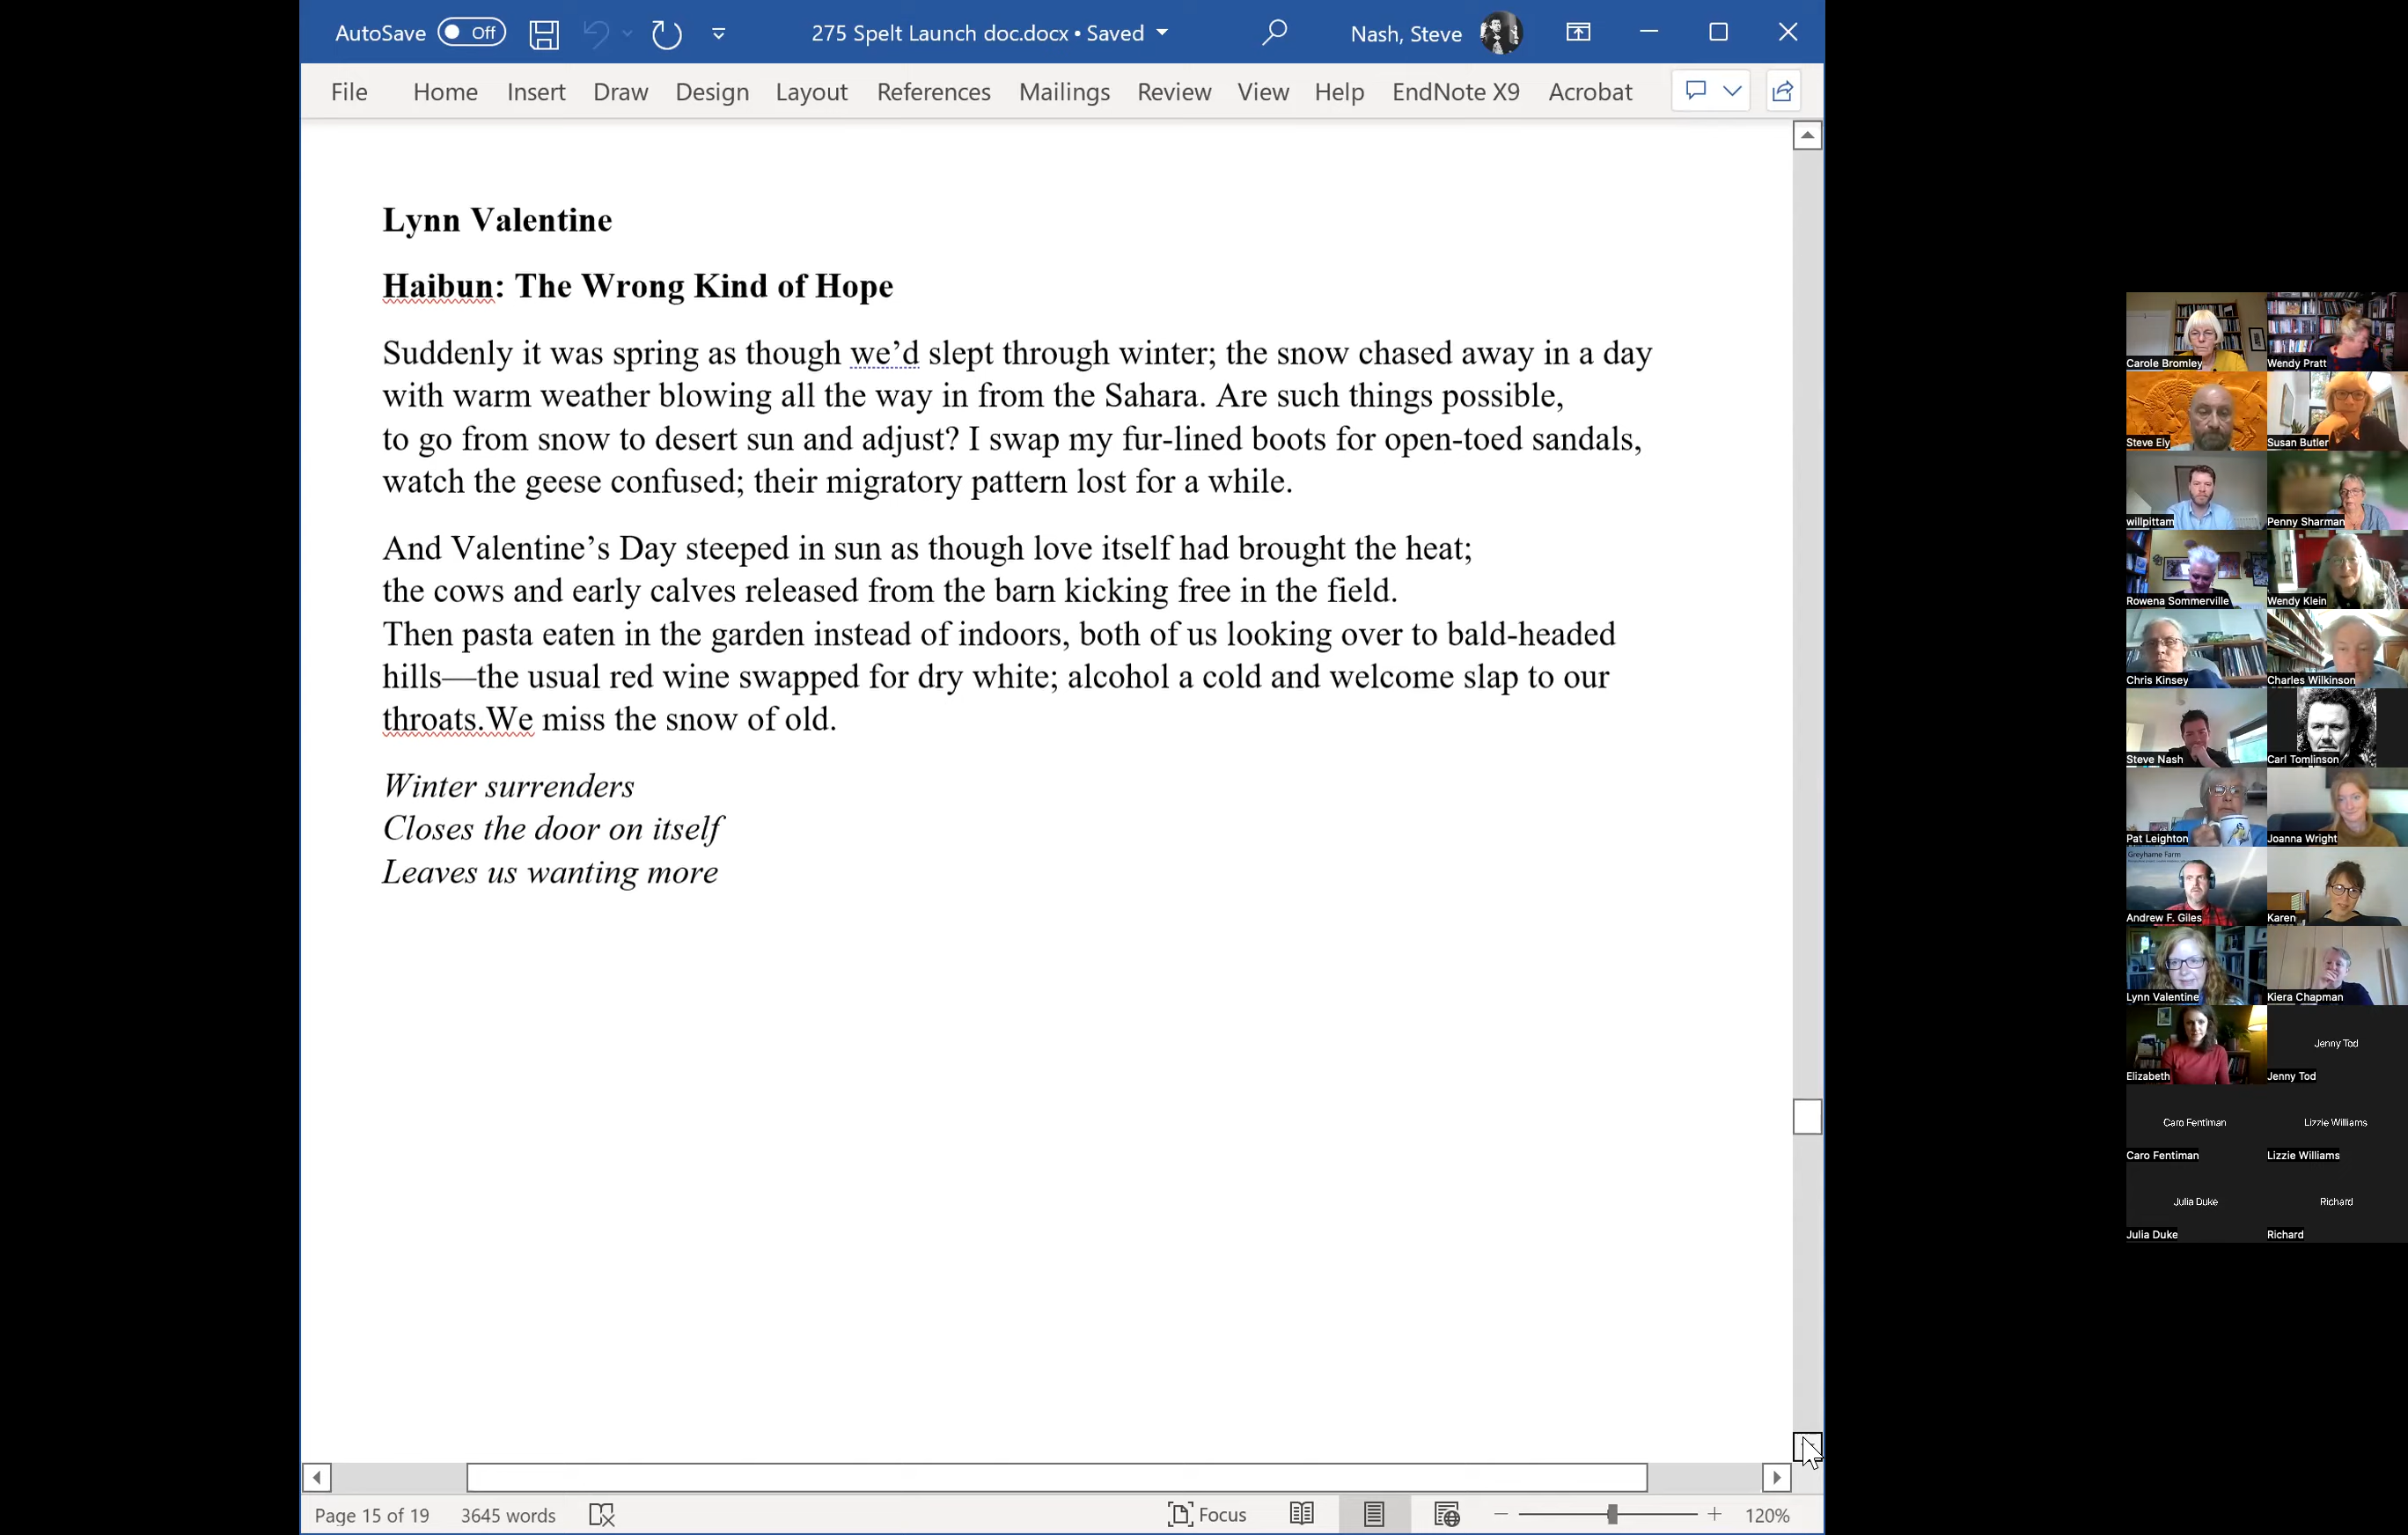 AutoSave Off 275 Spelt Launch doc.docx • Saved Nash, Steve
File Home Insert Draw Design Layout References Mailings Review View Help EndNote X9 Acrobat
Lynn Valentine
Haibun: The Wrong Kind of Hope
Suddenly it was spring as though we’d slept through winter; the snow chased away in a day
with warm weather blowing all the way in from the Sahara. Are such things possible,
to go from snow to desert sun and adjust? I swap my fur-lined boots for open-toed sandals,
watch the geese confused; their migratory pattern lost for a while.
And Valentine’s Day steeped in sun as though love itself had brought the heat;
the cows and early calves released from the barn kicking free in the field.
Then pasta eaten in the garden instead of indoors, both of us looking over to bald-headed
hills—the usual red wine swapped for dry white; alcohol a cold and welcome slap to our
throats.We miss the snow of old.
Winter surrenders
Closes the door on itself
Leaves us wanting more
Page 15 of 19 3645 words Focus 120%
Carole Bromley Wendy Pratt
Steve Ely Susan Butler
willpittam Penny Sharman
Rowena Sommerville Wendy Klein
Chris Kinsey Charles Wilkinson
Steve Nash Carl Tomlinson
Pat Leighton Joanna Wright
Greyhame Farm
Andrew F. Giles Karen
Lynn Valentine Kiera Chapman
Jenny Tod
Elizabeth Jenny Tod
Caro Fentiman Lizzie Williams
Caro Fentiman Lizzie Williams
Julia Duke Richard
Julia Duke Richard